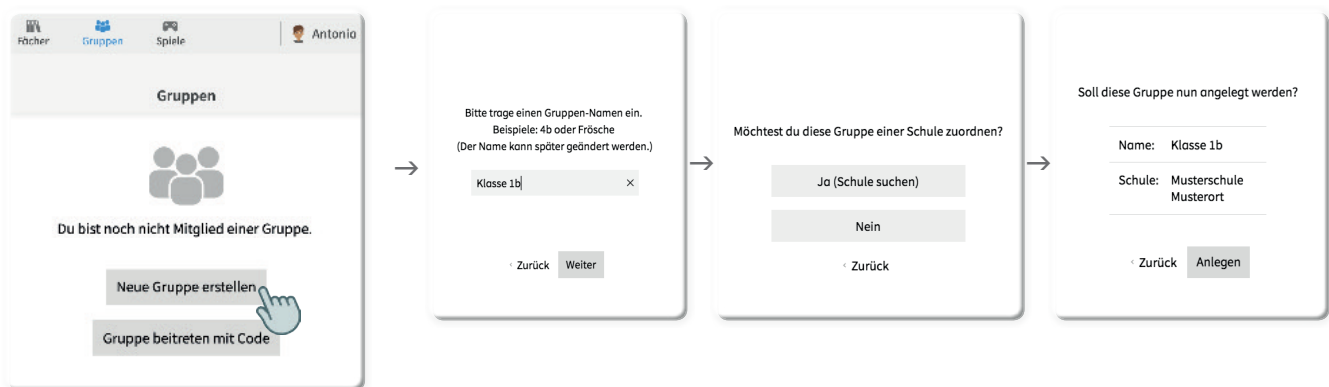 Fächer
Gruppen
Spiele
Antonia
Gruppen
Du bist noch nicht Mitglied einer Gruppe.
Neue Gruppe erstellen
Gruppe beitreten mit Code
→
Bitte trage einen Gruppen-Namen ein.
Beispiele: 4b oder Frösche
(Der Name kann später geändert werden.)
Klasse 1b ×
‹ Zurück Weiter
→
Möchtest du diese Gruppe einer Schule zuordnen?
Ja (Schule suchen)
Nein
‹ Zurück
→
Soll diese Gruppe nun angelegt werden?
Name: Klasse 1b
Schule: Musterschule
Musterort
‹ Zurück Anlegen